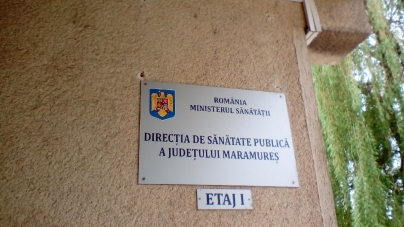 ROMÂNIA
MINISTERUL SĂNĂTĂȚII
DIRECȚIA DE SĂNĂTATE PUBLICĂ
A JUDEȚULUI MARAMUREȘ
ETAJ I